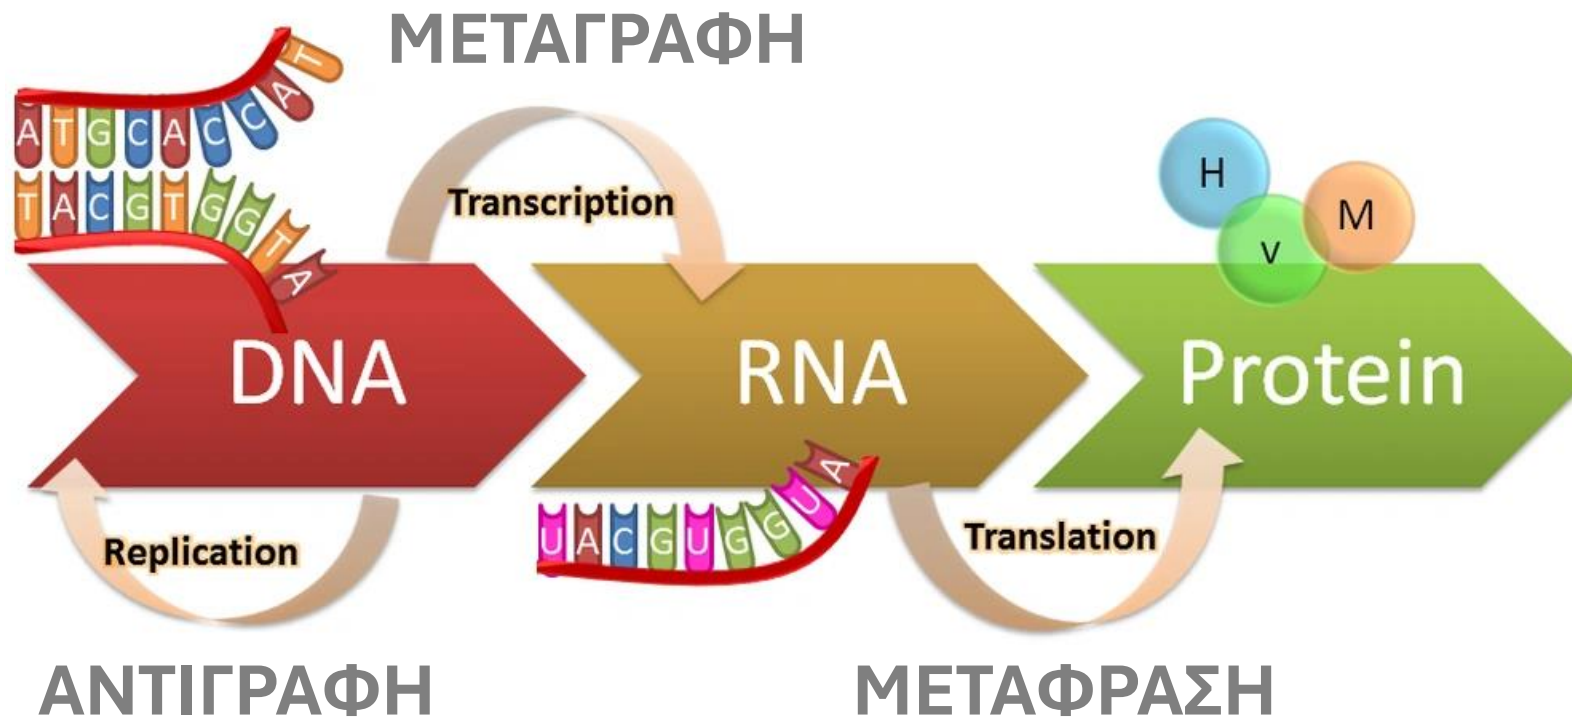 ΜΕΤΑΓΡΑΦΗ
ATGCACCAT
TACGTGGTA
Transcription
H
V
M
DNA
RNA
Protein
Replication
UACGUGGUA
Translation
ΑΝΤΙΓΡΑΦΗ
ΜΕΤΑΦΡΑΣΗ